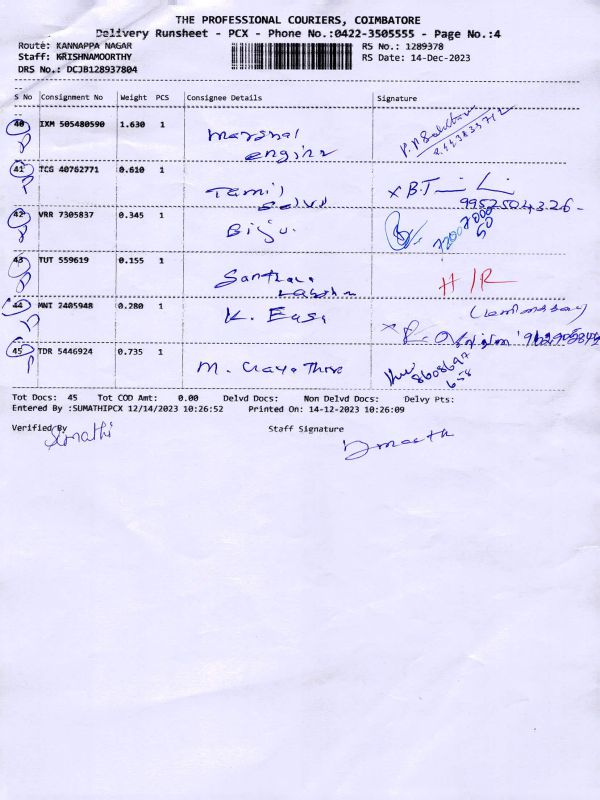 THE PROFESSIONAL COURIERS, COIMBATORE
Delivery Runsheet - PCX - Phone No.:0422-3505555 - Page No.:4
Route: KANNAPPA NAGAR
RS No.: 1289378
Staff: KRISHNAMOORTHY
RS Date: 14-Dec-2023
DRS No.: DCJB128937804
S No Consignment No Weight PCS Consignee Details Signature
40 IXM 505480590 1.630 1 Marshal
engine
41 TCG 40762771 0.610 1 Tamil
selvi
9952504326
42 VRR 7305837 0.345 1 Biju.
43 TUT 559619 0.155 1 Santhana
H/R
44 MNT 2405948 0.280 1 K. Easi
45 TDR 5446924 0.735 1 M.
8608697
658
Tot Docs: 45 Tot COD Amt: 0.00 Delvd Docs: Non Delvd Docs: Delvy Pts:
Entered By :SUMATHIPCX 12/14/2023 10:26:52 Printed On: 14-12-2023 10:26:09
Verified By Staff Signature